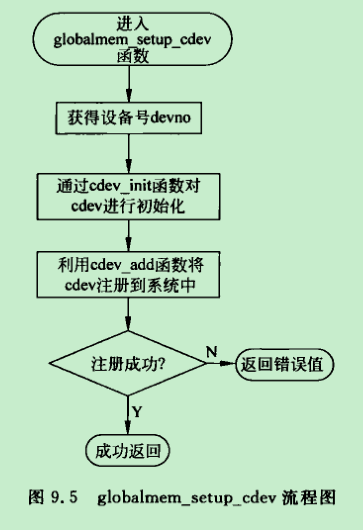 进入
globalmem_setup_cdev
函数
获得设备号devno
通过cdev_init函数对
cdev进行初始化
利用cdev_add函数将
cdev注册到系统中
注册成功?
N
返回错误值
Y
成功返回
图 9.5 globalmem_setup_cdev 流程图